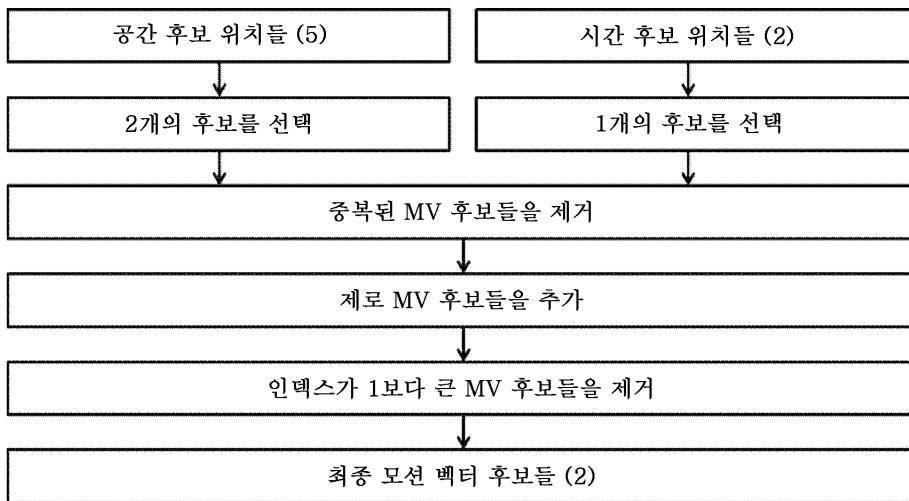 공간 후보 위치들 (5)
시간 후보 위치들 (2)
2개의 후보를 선택
1개의 후보를 선택
중복된 MV 후보들을 제거
제로 MV 후보들을 추가
인덱스가 1보다 큰 MV 후보들을 제거
최종 모션 벡터 후보들 (2)